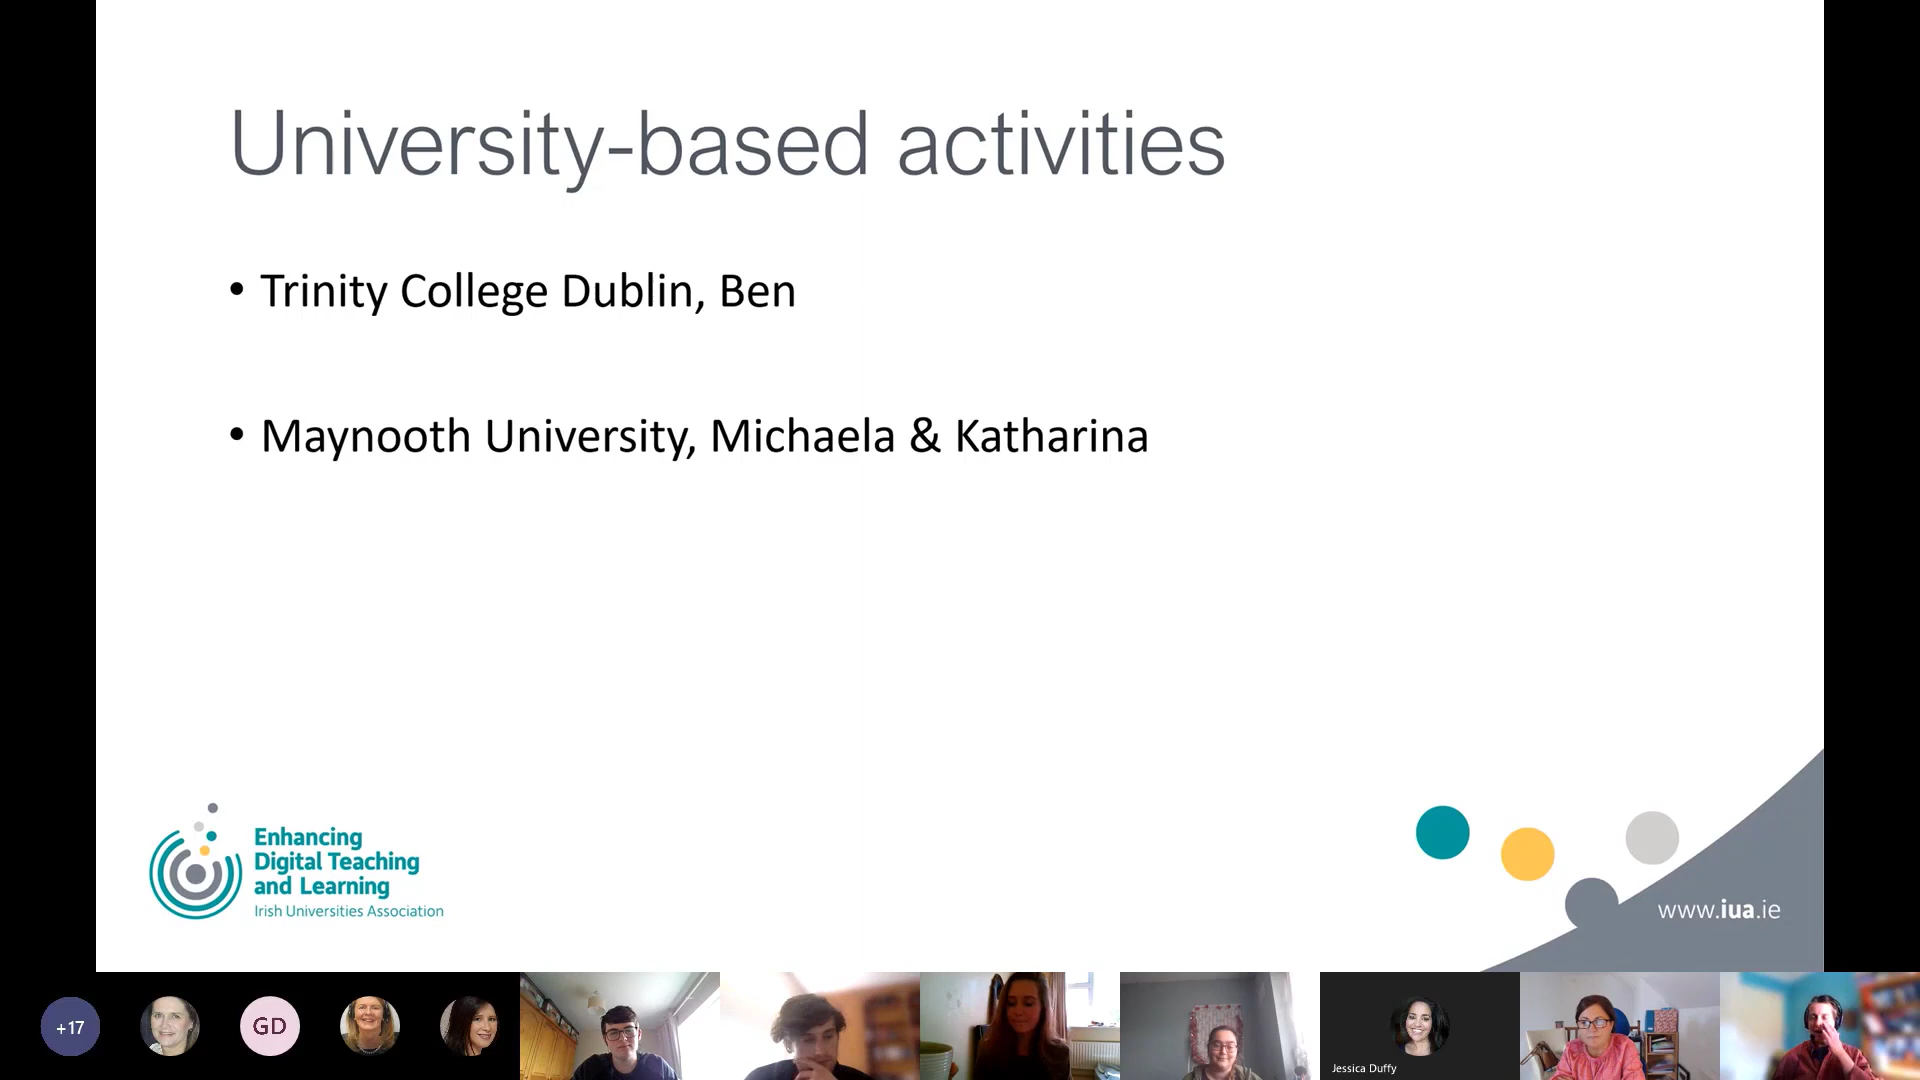 University-based activities
• Trinity College Dublin, Ben
• Maynooth University, Michaela & Katharina
Enhancing
Digital Teaching
and Learning
Irish Universities Association
www.iua.ie
+17
GD
Jessica Duffy